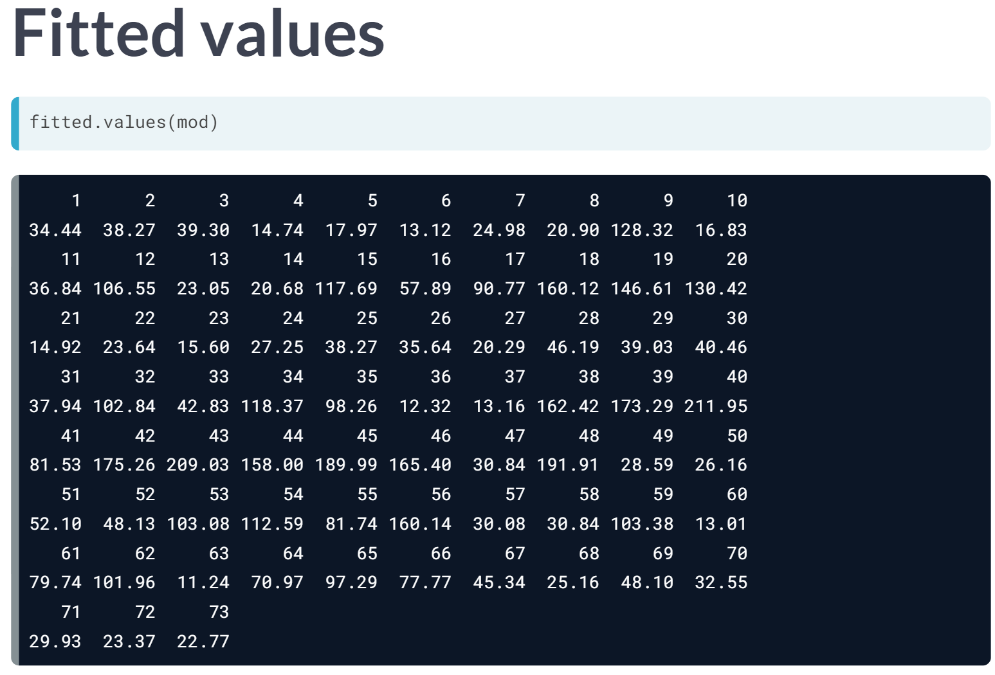 Fitted values
fitted.values(mod)
1 2 3 4 5 6 7 8 9 10
34.44 38.27 39.30 14.74 17.97 13.12 24.98 20.90 128.32 16.83
11 12 13 14 15 16 17 18 19 20
36.84 106.55 23.05 20.68 117.69 57.89 90.77 160.12 146.61 130.42
21 22 23 24 25 26 27 28 29 30
14.92 23.64 15.60 27.25 38.27 35.64 20.29 46.19 39.03 40.46
31 32 33 34 35 36 37 38 39 40
37.94 102.84 42.83 118.37 98.26 12.32 13.16 162.42 173.29 211.95
41 42 43 44 45 46 47 48 49 50
81.53 175.26 209.03 158.00 189.99 165.40 30.84 191.91 28.59 26.16
51 52 53 54 55 56 57 58 59 60
52.10 48.13 103.08 112.59 81.74 160.14 30.08 30.84 103.38 13.01
61 62 63 64 65 66 67 68 69 70
79.74 101.96 11.24 70.97 97.29 77.77 45.34 25.16 48.10 32.55
71 72 73
29.93 23.37 22.77